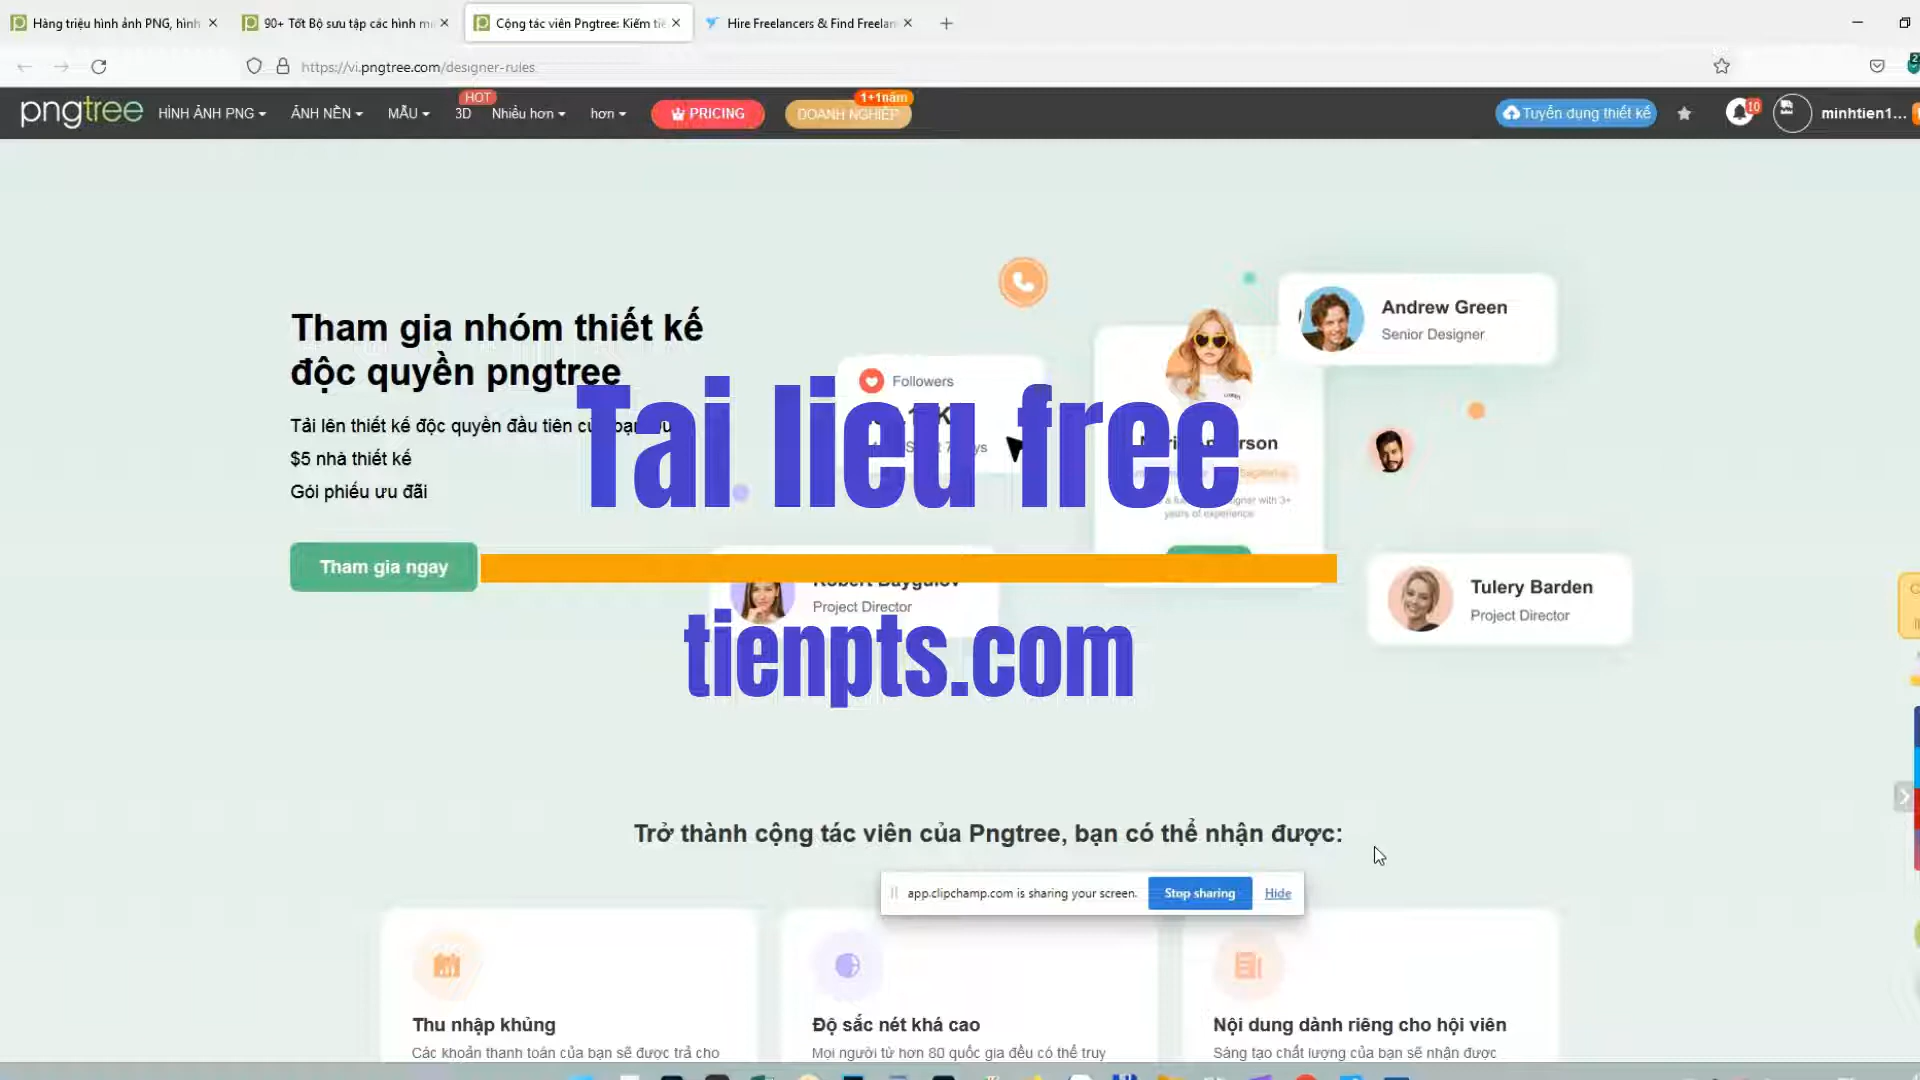 Hàng triệu hình ảnh PNG, hình
90+ Tốt Bộ sưu tập các hình
Cộng tác viên Pngtree: Kiếm
Hire Freelancers & Find
https://vi.pngtree.com/designer-rules
pngtree
HÌNH ẢNH PNG
ẢNH NỀN
MẪU
HOT
3D
Nhiều hơn
hơn
PRICING
1+1năm
DOANH NGHIỆP
Tuyển dụng thiết kế
10
minhtien1...
Tham gia nhóm thiết kế
độc quyền pngtree
Tải lên thiết kế độc quyền đầu tiên
$5 nhà thiết kế
Gói phiếu ưu đãi
Tham gia ngay
Followers
Andrew Green
Senior Designer
Tai lieu free
years of experience
Project Director
Tulery Barden
Project Director
tienpts.com
Trở thành cộng tác viên của Pngtree, bạn có thể nhận được:
app.clipchamp.com is sharing your screen.
Stop sharing
Hide
Thu nhập khủng
Các khoản thanh toán của bạn sẽ được trả cho
Độ sắc nét khá cao
Mọi người từ hơn 80 quốc gia đều có thể truy
Nội dung dành riêng cho hội viên
Sáng tạo chất lượng của bạn sẽ nhận được